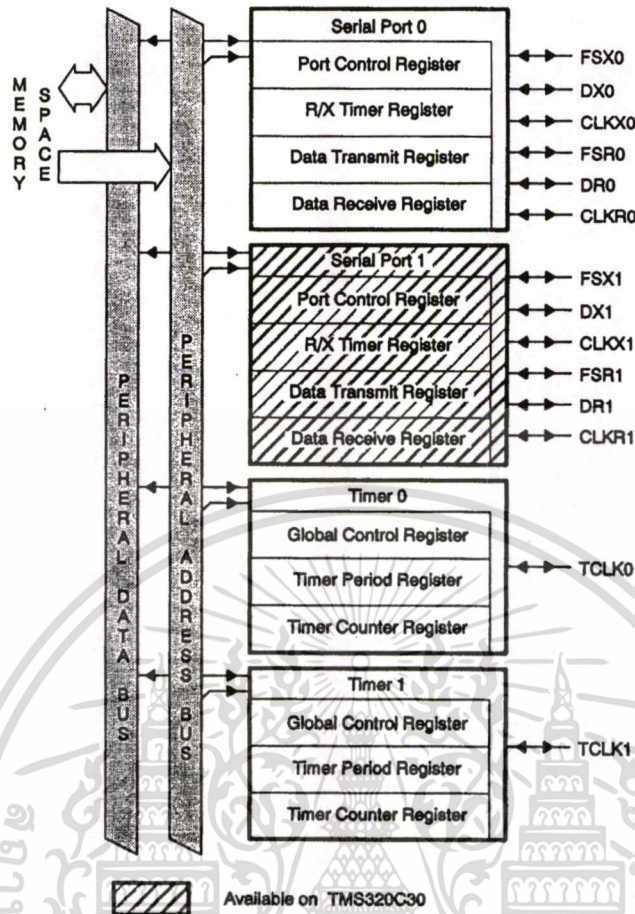 MEMORY
SPACE
PERIPHERAL DATA BUS
PERIPHERAL ADDRESS BUS
Serial Port 0
Port Control Register
R/X Timer Register
Data Transmit Register
Data Receive Register
FSX0
DX0
CLKX0
FSR0
DR0
CLKR0
Serial Port 1
Port Control Register
R/X Timer Register
Data Transmit Register
Data Receive Register
FSX1
DX1
CLKX1
FSR1
DR1
CLKR1
Timer 0
Global Control Register
Timer Period Register
Timer Counter Register
TCLK0
Timer 1
Global Control Register
Timer Period Register
Timer Counter Register
TCLK1
Available on TMS320C30